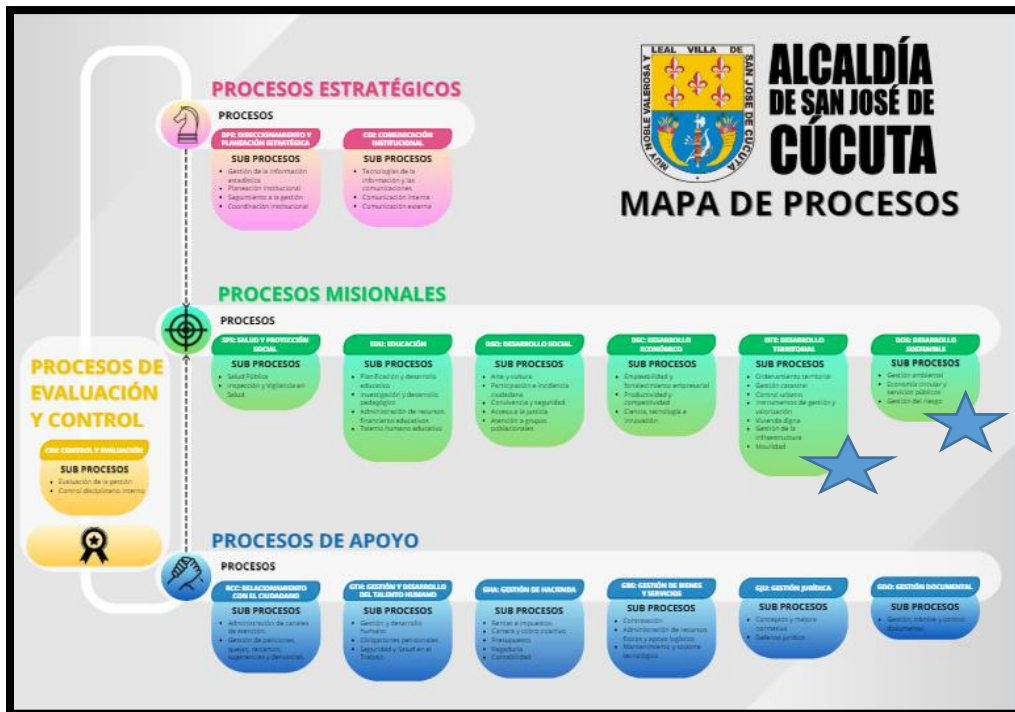 LEAL VILLA DE
MUY NOBLE VALEROSA Y
SAN JOSE DE CUCUTA
ALCALDÍA
DE SAN JOSÉ DE
CÚCUTA
MAPA DE PROCESOS
PROCESOS ESTRATÉGICOS
PROCESOS
DPE: DIRECCIONAMIENTO Y
PLANEACIÓN ESTRATÉGICA
SUB PROCESOS
Gestión de la información
estadística
Planeación institucional
Seguimiento a la gestión
Coordinación institucional
COI: COMUNICACIÓN
INSTITUCIONAL
SUB PROCESOS
Tecnologías de la
información y las
comunicaciones
Comunicación interna
Comunicación externa
PROCESOS MISIONALES
PROCESOS
SPS: SALUD Y PROTECCIÓN
SOCIAL
SUB PROCESOS
Salud Pública
Inspección y Vigilancia en
Salud
EDU: EDUCACIÓN
SUB PROCESOS
Planificación y desarrollo
educativo
Investigación y desarrollo
pedagógico
Administración de recursos
financieros educativos
Talento humano educativo
DSO: DESARROLLO SOCIAL
SUB PROCESOS
Arte y cultura
Participación e incidencia
ciudadana
Convivencia y seguridad
Acceso a la justicia
Atención a grupos
poblacionales
DEC: DESARROLLO
ECONÓMICO
SUB PROCESOS
Empleabilidad y
fortalecimiento empresarial
Productividad y
competitividad
Ciencia, tecnología e
innovación
DTE: DESARROLLO
TERRITORIAL
SUB PROCESOS
Ordenamiento territorial
Gestión catastral
Control urbano
Instrumentos de gestión y
valorización
Vivienda digna
Gestión de la
infraestructura
Movilidad
DESARROLLO
SOSTENIBLE
SUB PROCESOS
Gestión ambiental
Economía circular y
servicios públicos
Gestión del riesgo
PROCESOS DE
EVALUACIÓN
Y CONTROL
CONTROL Y EVALUACIÓN
SUB PROCESOS
Evaluación de la gestión
Control disciplinario interno
PROCESOS DE APOYO
PROCESOS
RCC: RELACIONAMIENTO
CON EL CIUDADANO
SUB PROCESOS
Administración de canales
de atención
Gestión de peticiones,
quejas, reclamos,
sugerencias y denuncias
GTH: GESTIÓN Y DESARROLLO
DEL TALENTO HUMANO
SUB PROCESOS
Gestión y desarrollo
humano
Obligaciones pensionales
Seguridad y Salud en el
Trabajo
GHA: GESTIÓN DE HACIENDA
SUB PROCESOS
Rentas e impuestos
Cartera y cobro coactivo
Presupuesto
Pagaduría
Contabilidad
GBS: GESTIÓN DE BIENES
Y SERVICIOS
SUB PROCESOS
Contratación
Administración de recursos
físicos y apoyo logístico
Mantenimiento y soporte
tecnológico
GJU: GESTIÓN JURÍDICA
SUB PROCESOS
Concepto y mejora
normativa
Defensa jurídica
GDO: GESTIÓN DOCUMENTAL
SUB PROCESOS
Gestión, trámite y control
documental